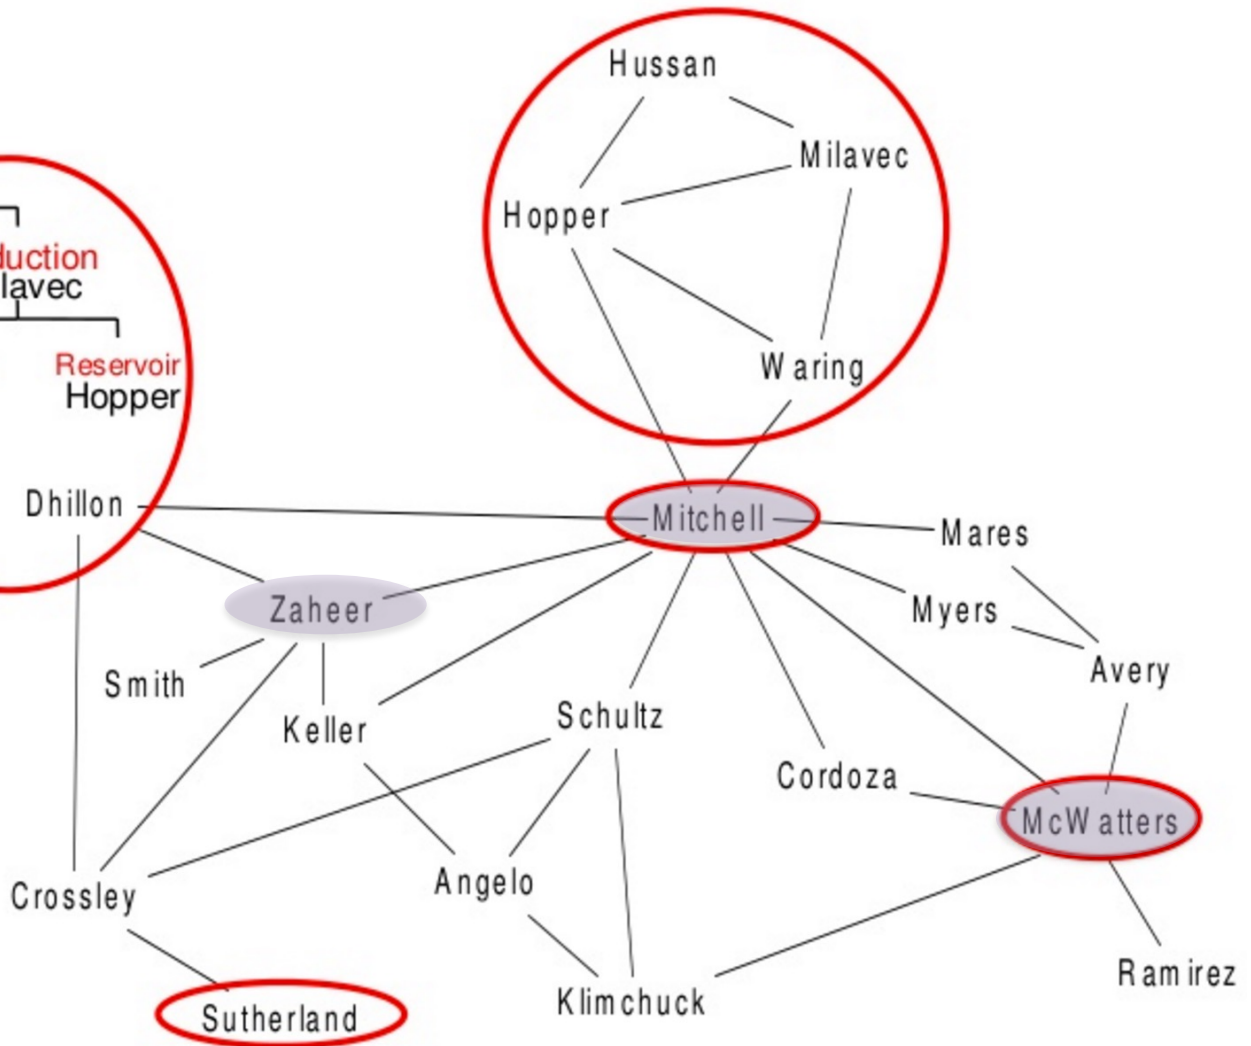 Hussan
Milavec
Hopper
duction
lavec
Waring
Reservoir
Hopper
Dhillon
Mitchell
Mares
Zaheer
Myers
Smith
Avery
Keller
Schultz
Cordoza
McWatters
Angelo
Crossley
Ramirez
Klimchuck
Sutherland